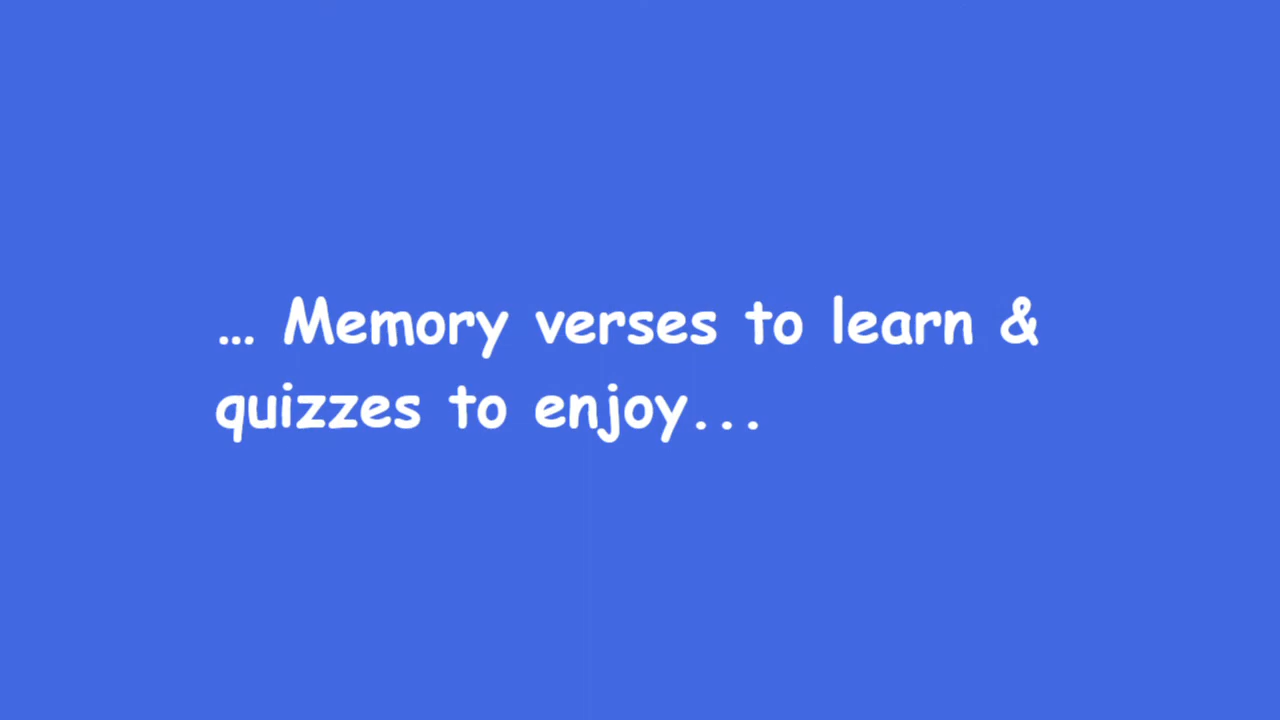 … Memory verses to learn &
quizzes to enjoy...